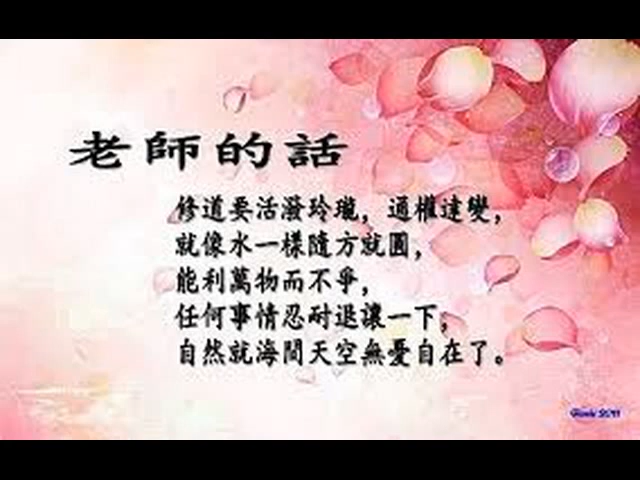 老師的話
修道要活潑玲瓏，通權達變，
就像水一樣隨方就圓，
能利萬物而不爭，
任何事情忍耐退讓一下，
自然就海闊天空無憂自在了。